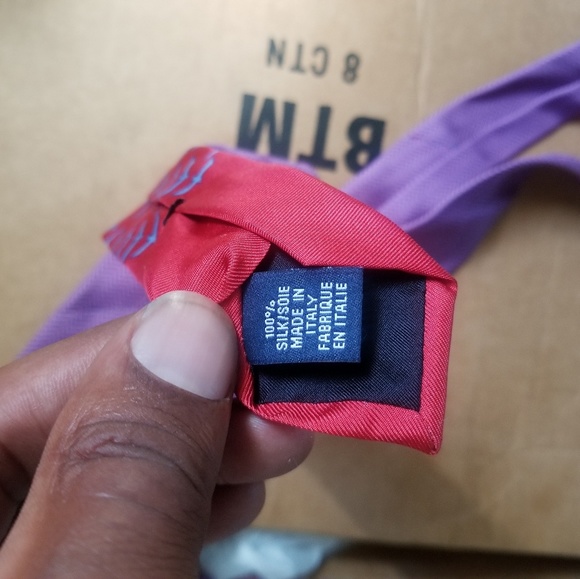 8 CTN
BTM
100%
SILK/SOIE
MADE IN
ITALY
FABRIQUE
EN ITALIE